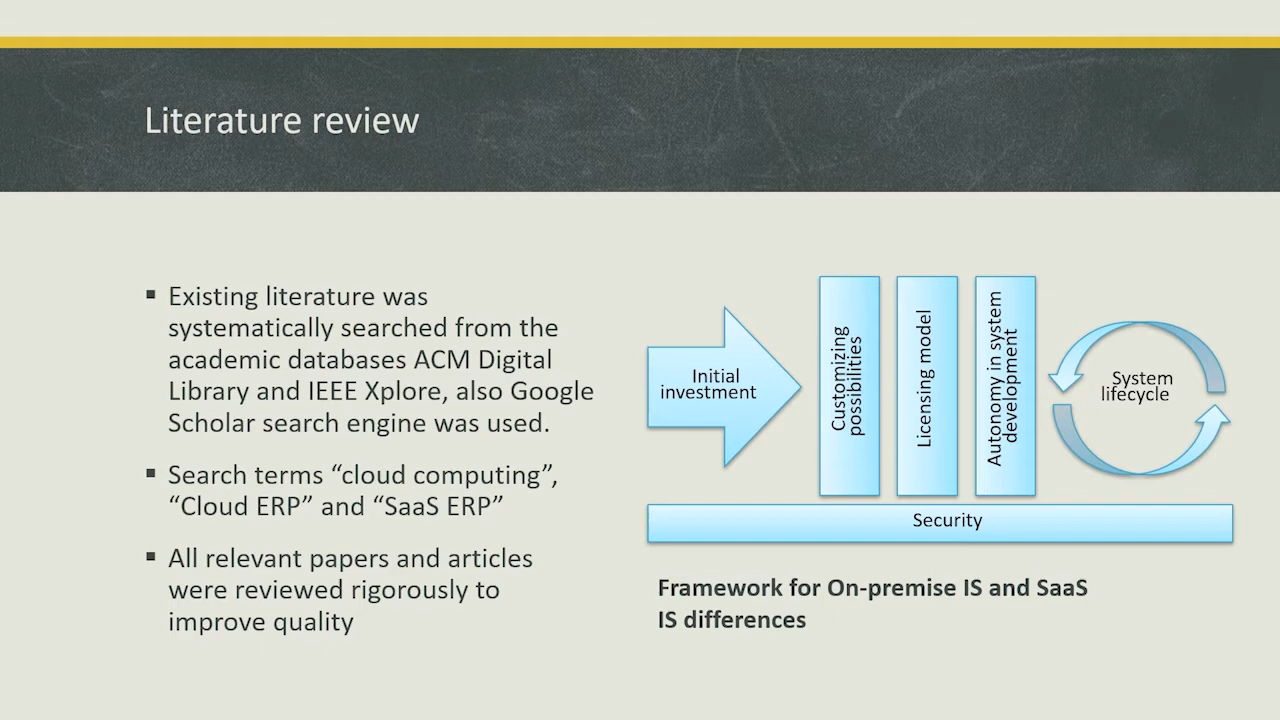 Literature review
▪ Existing literature was
systematically searched from the
academic databases ACM Digital
Library and IEEE Xplore, also Google
Scholar search engine was used.
▪ Search terms “cloud computing”,
“Cloud ERP” and “SaaS ERP”
▪ All relevant papers and articles
were reviewed rigorously to
improve quality
Initial
investment
Customizing
possibilities
Licensing model
Autonomy in system
development
System
lifecycle
Security
Framework for On-premise IS and SaaS
IS differences